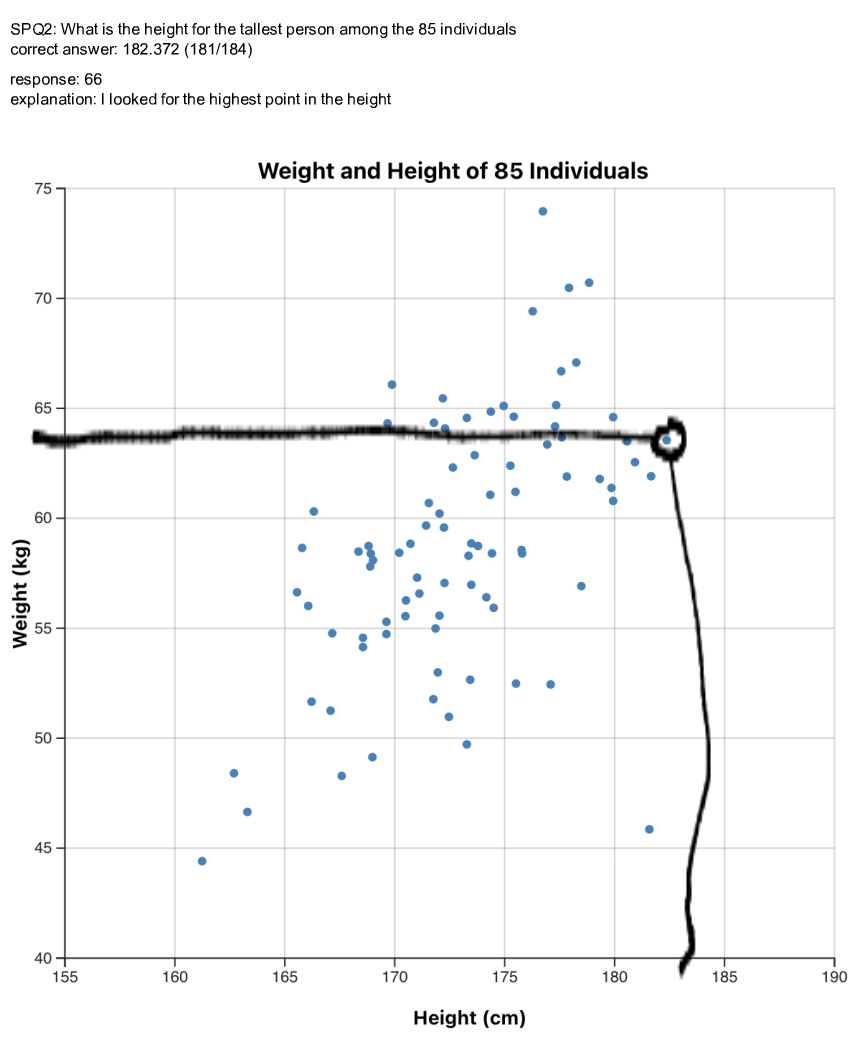 SPQ2: What is the height for the tallest person among the 85 individuals
correct answer: 182.372 (181/184)
response: 66
explanation: I looked for the highest point in the height
Weight and Height of 85 Individuals
75
70
65
60
55
50
45
40
Weight (kg)
155 160 165 170 175 180 185 190
Height (cm)